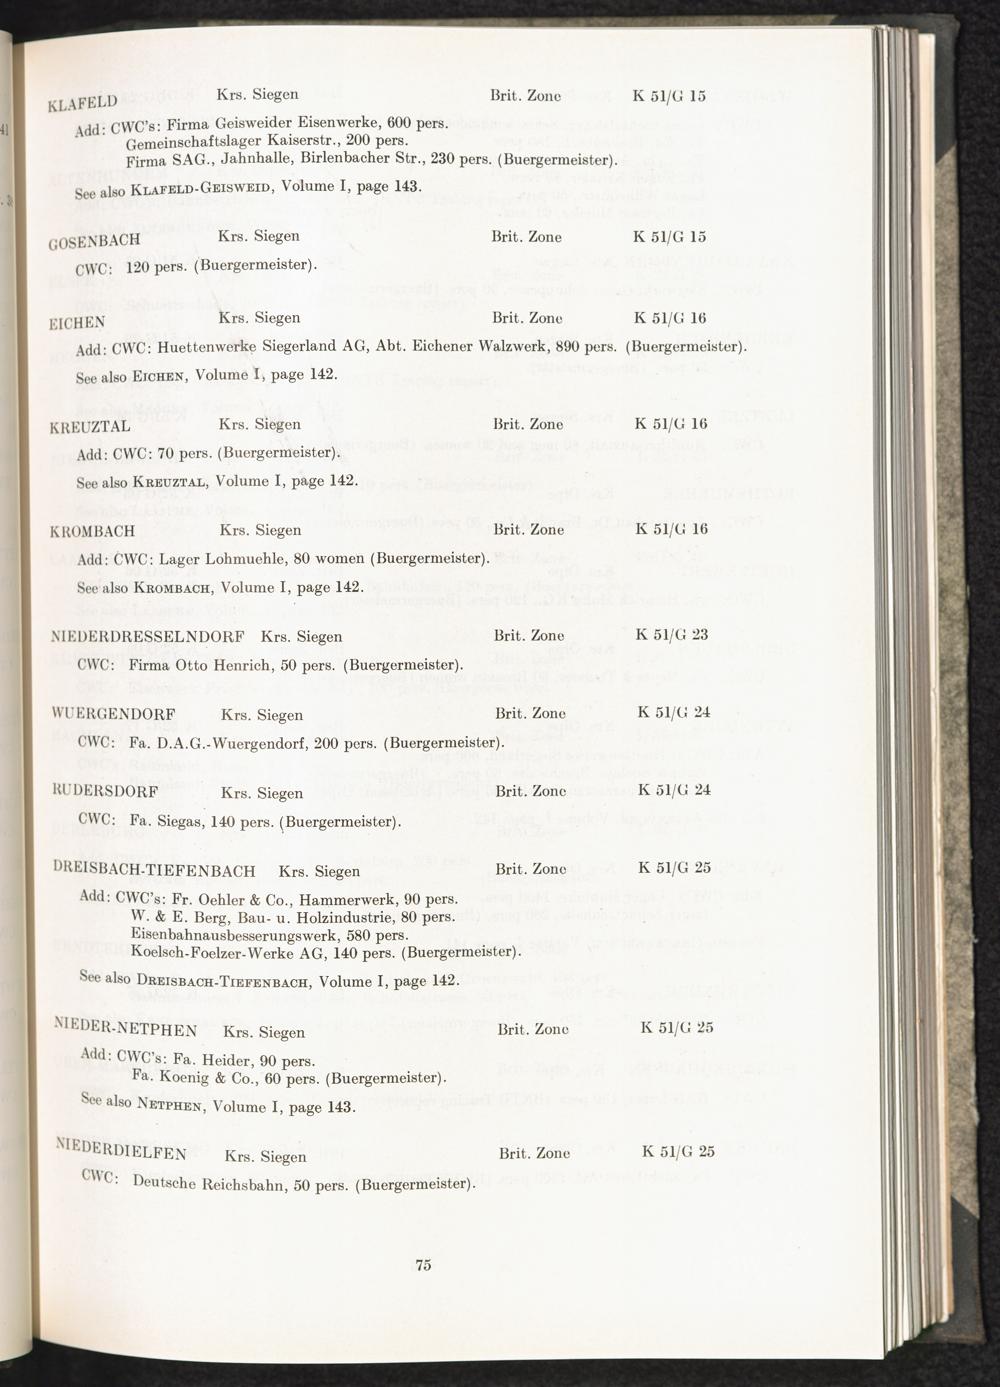 KLAFELD Krs. Siegen Brit. Zone K 51/G 15
Add: CWC's: Firma Geisweider Eisenwerke, 600 pers.
Gemeinschaftslager Kaiserstr., 200 pers.
Firma SAG., Jahnhalle, Birlenbacher Str., 230 pers. (Buergermeister).
See also KLAFELD-GEISWEID, Volume I, page 143.
GOSENBACH Krs. Siegen Brit. Zone K 51/G 15
CWC: 120 pers. (Buergermeister).
EICHEN Krs. Siegen Brit. Zone K 51/G 16
Add: CWC: Huettenwerke Siegerland AG, Abt. Eichener Walzwerk, 890 pers. (Buergermeister).
See also EICHEN, Volume I, page 142.
KREUZTAL Krs. Siegen Brit. Zone K 51/G 16
Add: CWC: 70 pers. (Buergermeister).
See also KREUZTAL, Volume I, page 142.
KROMBACH Krs. Siegen Brit. Zone K 51/G 16
Add: CWC: Lager Lohmuehle, 80 women (Buergermeister).
See also KROMBACH, Volume I, page 142.
NIEDERDRESSELNDORF Krs. Siegen Brit. Zone K 51/G 23
CWC: Firma Otto Henrich, 50 pers. (Buergermeister).
WUERGENDORF Krs. Siegen Brit. Zone K 51/G 24
CWC: Fa. D.A.G.-Wuergendorf, 200 pers. (Buergermeister).
RUDERSDORF Krs. Siegen Brit. Zone K 51/G 24
CWC: Fa. Siegas, 140 pers. (Buergermeister).
DREISBACH-TIEFENBACH Krs. Siegen Brit. Zone K 51/G 25
Add: CWC's: Fr. Oehler & Co., Hammerwerk, 90 pers.
W. & E. Berg, Bau- u. Holzindustrie, 80 pers.
Eisenbahnausbesserungswerk, 580 pers.
Koelsch-Foelzer-Werke AG, 140 pers. (Buergermeister).
See also DREISBACH-TIEFENBACH, Volume I, page 142.
NIEDER-NETPHEN Krs. Siegen Brit. Zone K 51/G 25
Add: CWC's: Fa. Heider, 90 pers.
Fa. Koenig & Co., 60 pers. (Buergermeister).
See also NETPHEN, Volume I, page 143.
NIEDERDIELFEN Krs. Siegen Brit. Zone K 51/G 25
CWC: Deutsche Reichsbahn, 50 pers. (Buergermeister).
75